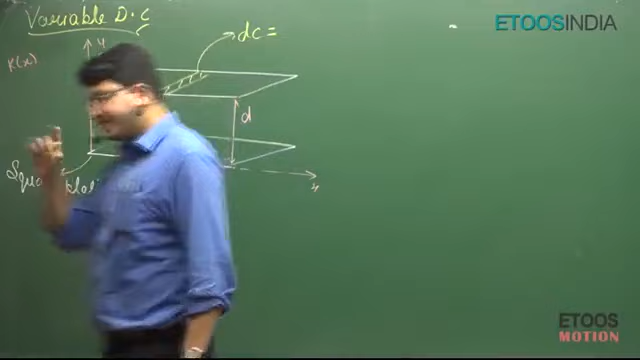 Variable D.C
ETOOSINDIA
y
dc =
K(x)
d
x
ETOOS
MOTION